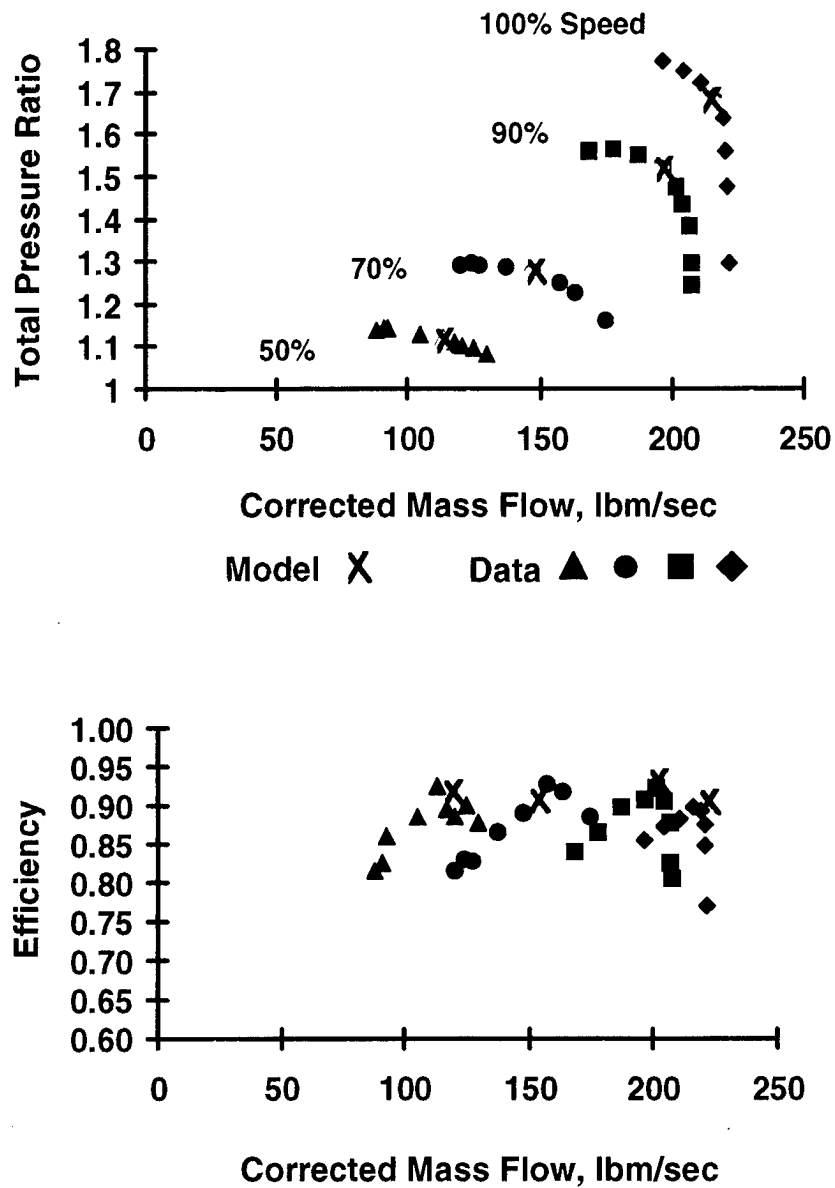 100% Speed
1.8
1.7
1.6
1.5
1.4
1.3
1.2
1.1
1
Total Pressure Ratio
90%
70%
50%
0 50 100 150 200 250
Corrected Mass Flow, lbm/sec
Model X Data
1.00
0.95
0.90
0.85
0.80
0.75
0.70
0.65
0.60
Efficiency
0 50 100 150 200 250
Corrected Mass Flow, lbm/sec